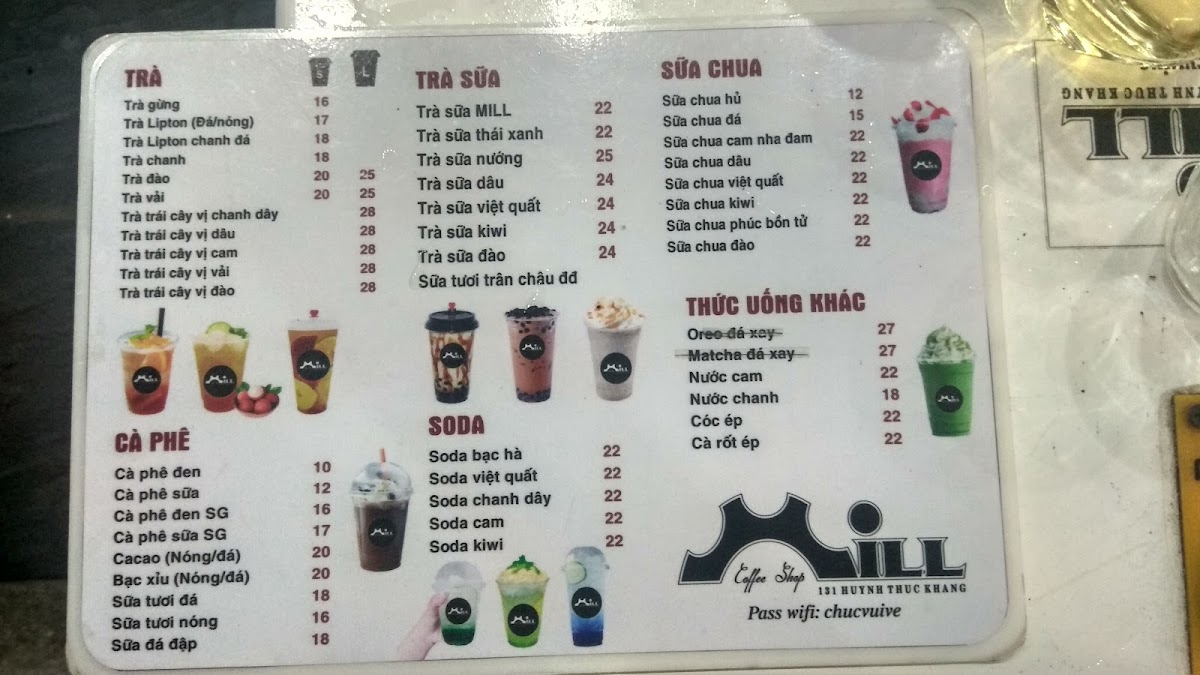 TRÀ
S L
Trà gừng 16
Trà Lipton (Đá/nóng) 17
Trà Lipton chanh đá 18
Trà chanh 18
Trà đào 20 25
Trà vải 20 25
Trà trái cây vị chanh dây 28
Trà trái cây vị dâu 28
Trà trái cây vị cam 28
Trà trái cây vị vải 28
Trà trái cây vị đào 28
CÀ PHÊ
Cà phê đen 10
Cà phê sữa 12
Cà phê đen SG 16
Cà phê sữa SG 17
Cacao (Nóng/đá) 20
Bạc xỉu (Nóng/đá) 20
Sữa tươi đá 18
Sữa tươi nóng 16
Sữa đá đập 18
TRÀ SỮA
Trà sữa MILL 22
Trà sữa thái xanh 22
Trà sữa nướng 25
Trà sữa dâu 24
Trà sữa việt quất 24
Trà sữa kiwi 24
Trà sữa đào 24
Sữa tươi trân châu đđ
SODA
Soda bạc hà 22
Soda việt quất 22
Soda chanh dây 22
Soda cam 22
Soda kiwi 22
SỮA CHUA
Sữa chua hủ 12
Sữa chua đá 15
Sữa chua cam nha đam 22
Sữa chua dâu 22
Sữa chua việt quất 22
Sữa chua kiwi 22
Sữa chua phúc bồn tử 22
Sữa chua đào 22
THỨC UỐNG KHÁC
Oreo đá xay 27
Matcha đá xay 27
Nước cam 22
Nước chanh 18
Cóc ép 22
Cà rốt ép 22
MILL
Coffee Shop
131 HUYNH THUC KHANG
Pass wifi: chucvuive